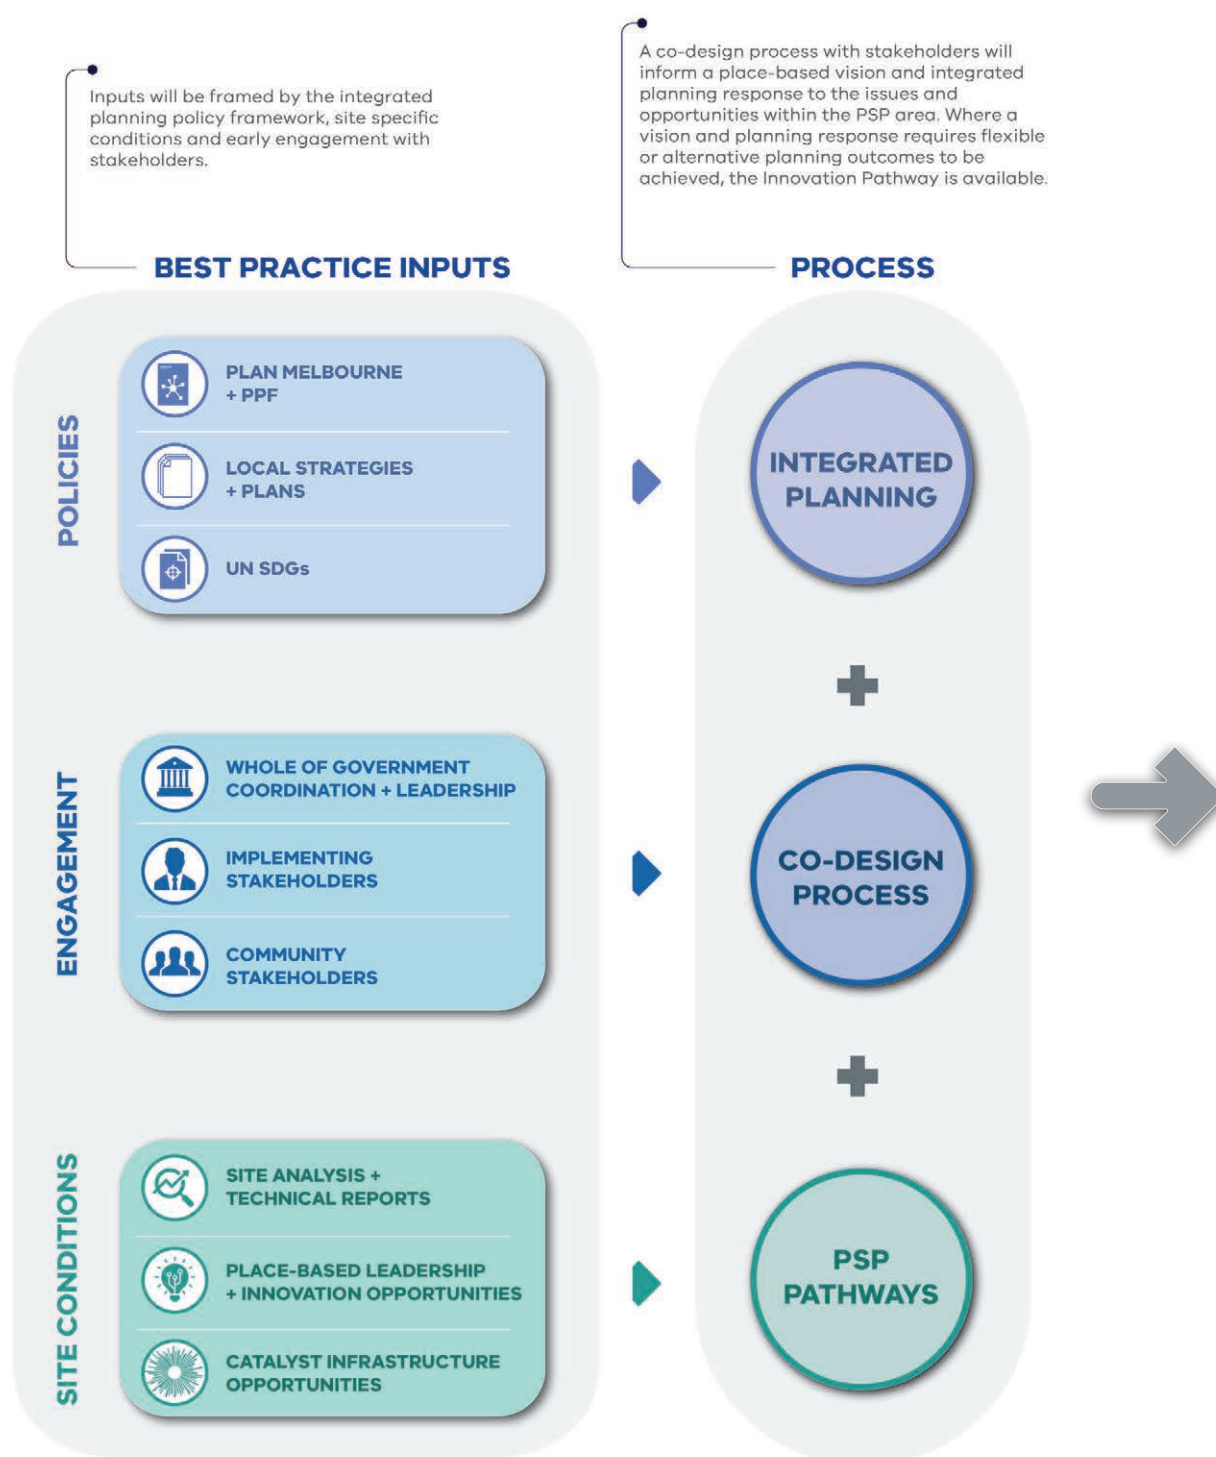 Inputs will be framed by the integrated
planning policy framework, site specific
conditions and early engagement with
stakeholders.
A co-design process with stakeholders will
inform a place-based vision and integrated
planning response to the issues and
opportunities within the PSP area. Where a
vision and planning response requires flexible
or alternative planning outcomes to be
achieved, the Innovation Pathway is available.
BEST PRACTICE INPUTS
PROCESS
POLICIES
PLAN MELBOURNE
+ PPF
LOCAL STRATEGIES
+ PLANS
UN SDGs
INTEGRATED
PLANNING
+
ENGAGEMENT
WHOLE OF GOVERNMENT
COORDINATION + LEADERSHIP
IMPLEMENTING
STAKEHOLDERS
COMMUNITY
STAKEHOLDERS
CO-DESIGN
PROCESS
+
SITE CONDITIONS
SITE ANALYSIS +
TECHNICAL REPORTS
PLACE-BASED LEADERSHIP
+ INNOVATION OPPORTUNITIES
CATALYST INFRASTRUCTURE
OPPORTUNITIES
PSP
PATHWAYS